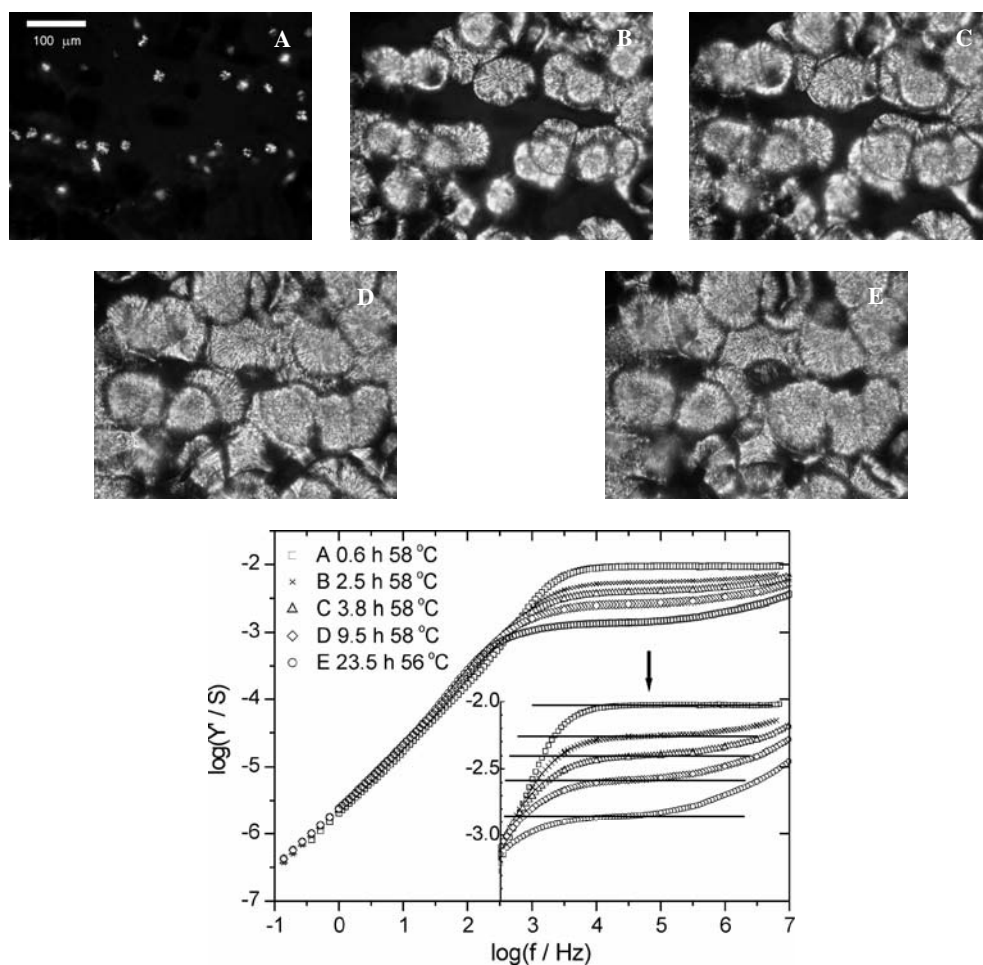 100 μm
A
B
C
D
E
A 0.6 h 58 °C
B 2.5 h 58 °C
C 3.8 h 58 °C
D 9.5 h 58 °C
E 23.5 h 56 °C
log(Y' / S)
-2
-3
-4
-5
-6
-7
-2.0
-2.5
-3.0
-1 0 1 2 3 4 5 6 7
log(f / Hz)